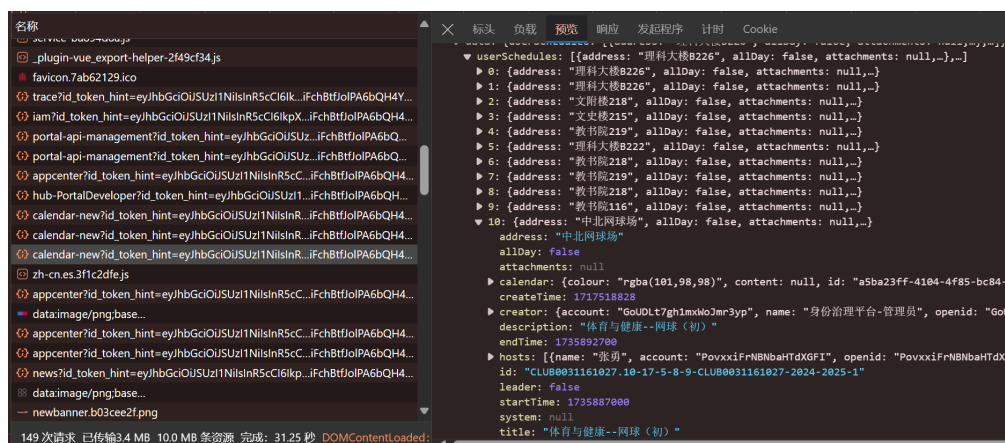 名称
_plugin-vue_export-helper-2f49cf34.js
favicon.7ab62129.ico
trace?id_token_hint=eyJhbGciOiJSUzI1NiIsInR5cCI6Ik...iFchBtfJolPA6bQH4Y...
iam?id_token_hint=eyJhbGciOiJSUzI1NiIsInR5cCI6IkpX...iFchBtfJolPA6bQH4...
portal-api-management?id_token_hint=eyJhbGciOiJSUz...iFchBtfJolPA6bQ...
portal-api-management?id_token_hint=eyJhbGciOiJSUz...iFchBtfJolPA6bQ...
appcenter?id_token_hint=eyJhbGciOiJSUzI1NiIsInR5cC...iFchBtfJolPA6bQH4...
hub-PortalDeveloper?id_token_hint=eyJhbGciOiJSUzI1...iFchBtfJolPA6bQH...
calendar-new?id_token_hint=eyJhbGciOiJSUzI1NiIsInR...iFchBtfJolPA6bQH4...
calendar-new?id_token_hint=eyJhbGciOiJSUzI1NiIsInR...iFchBtfJolPA6bQH4...
calendar-new?id_token_hint=eyJhbGciOiJSUzI1NiIsInR...iFchBtfJolPA6bQH4...
zh-cn.es.3f1c2dfe.js
appcenter?id_token_hint=eyJhbGciOiJSUzI1NiIsInR5cC...iFchBtfJolPA6bQH4...
data:image/png;base...
appcenter?id_token_hint=eyJhbGciOiJSUzI1NiIsInR5cC...iFchBtfJolPA6bQH4...
appcenter?id_token_hint=eyJhbGciOiJSUzI1NiIsInR5cC...iFchBtfJolPA6bQH4...
news?id_token_hint=eyJhbGciOiJSUzI1NiIsInR5cCI6Ikp...iFchBtfJolPA6bQH4...
data:image/png;base...
newbanner.b03cee2f.png
149 次请求 已传输3.4 MB 10.0 MB 条资源 完成: 31.25 秒 DOMContentLoaded:
标头 负载 预览 响应 发起程序 计时 Cookie
userSchedules: [{address: "理科大楼B226", allDay: false, attachments: null,…},…]
0: {address: "理科大楼B226", allDay: false, attachments: null,…}
1: {address: "理科大楼B226", allDay: false, attachments: null,…}
2: {address: "文附楼218", allDay: false, attachments: null,…}
3: {address: "文史楼215", allDay: false, attachments: null,…}
4: {address: "教书院219", allDay: false, attachments: null,…}
5: {address: "理科大楼B222", allDay: false, attachments: null,…}
6: {address: "教书院218", allDay: false, attachments: null,…}
7: {address: "教书院219", allDay: false, attachments: null,…}
8: {address: "教书院218", allDay: false, attachments: null,…}
9: {address: "教书院116", allDay: false, attachments: null,…}
10: {address: "中北网球场", allDay: false, attachments: null,…}
address: "中北网球场"
allDay: false
attachments: null
calendar: {colour: "rgba(101,98,98)", content: null, id: "a5ba23ff-4104-4f85-bc84-
createTime: 1717518828
creator: {account: "GoUDLt7gh1mxWoJmr3yp", name: "身份治理平台-管理员", openid: "GoU
description: "体育与健康--网球（初）"
endTime: 1735892700
hosts: [{name: "张勇", account: "PovxxiFrNBNbaHTdXGFI", openid: "PovxxiFrNBNbaHTdX
id: "CLUB0031161027.10-17-5-8-9-CLUB0031161027-2024-2025-1"
leader: false
startTime: 1735887000
system: null
title: "体育与健康--网球（初）"